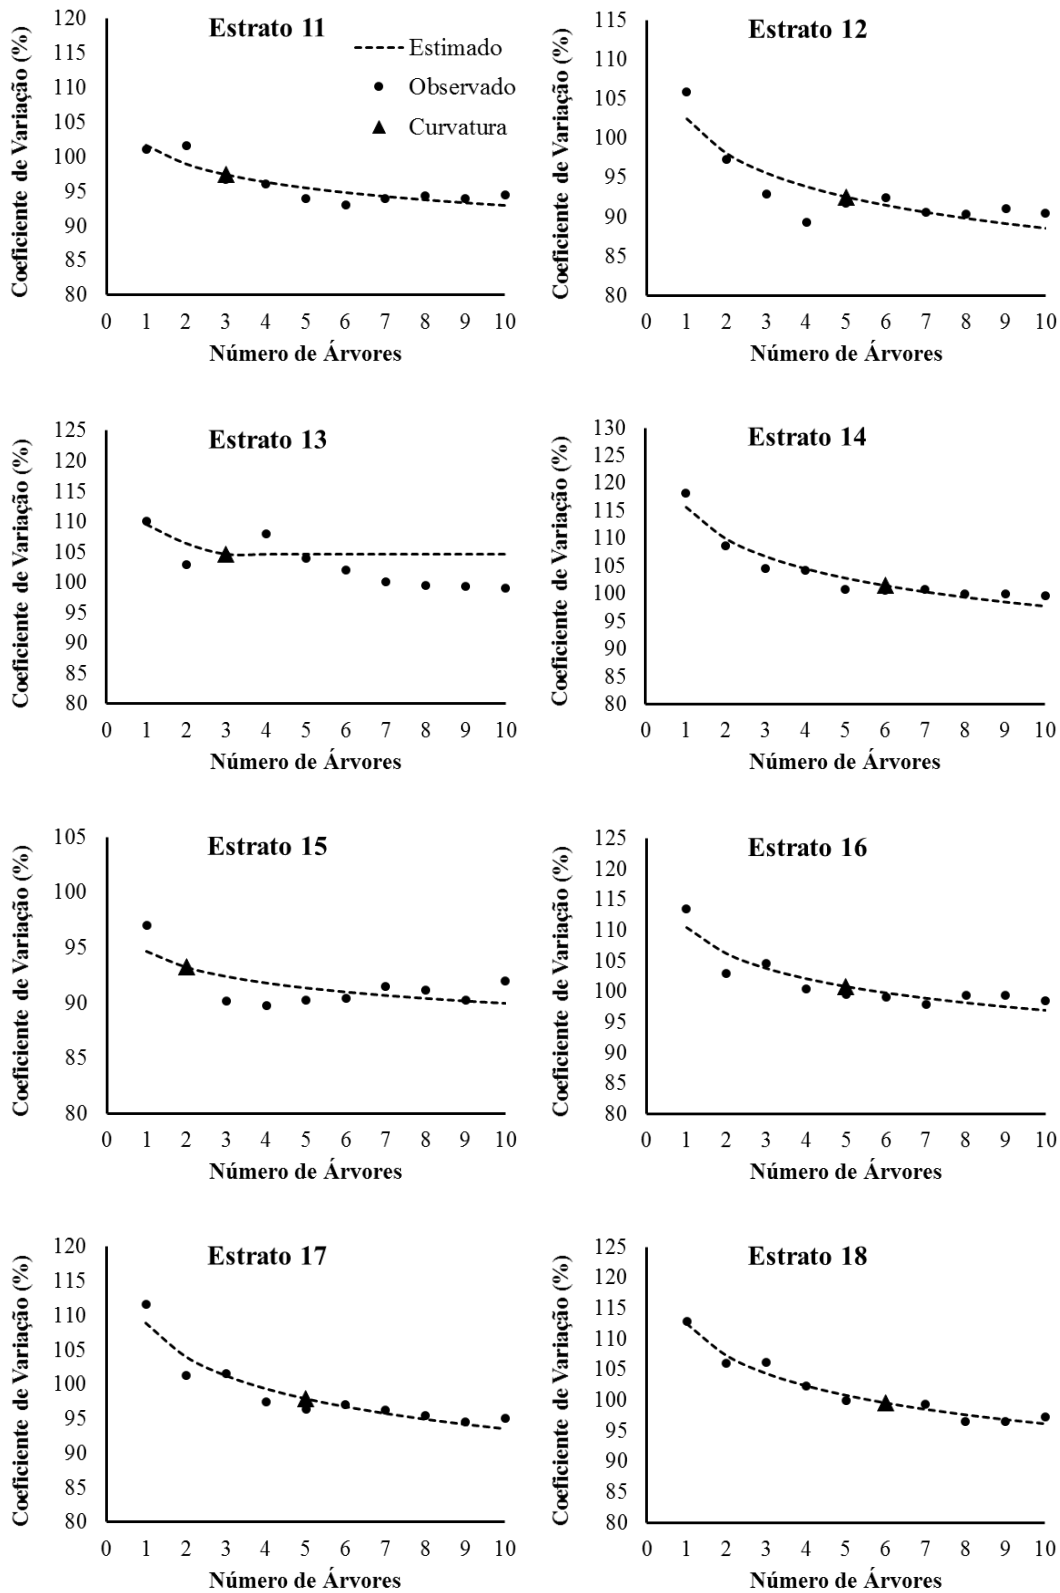 Estrato 11
Estimado
Observado
Curvatura
Coeficiente de Variação (%)
120
115
110
105
100
95
90
85
80
0 1 2 3 4 5 6 7 8 9 10
Número de Árvores
Estrato 12
Coeficiente de Variação (%)
115
110
105
100
95
90
85
80
0 1 2 3 4 5 6 7 8 9 10
Número de Árvores
Estrato 13
Coeficiente de Variação (%)
125
120
115
110
105
100
95
90
85
80
0 1 2 3 4 5 6 7 8 9 10
Número de Árvores
Estrato 14
Coeficiente de Variação (%)
130
125
120
115
110
105
100
95
90
85
80
0 1 2 3 4 5 6 7 8 9 10
Número de Árvores
Estrato 15
Coeficiente de Variação (%)
105
100
95
90
85
80
0 1 2 3 4 5 6 7 8 9 10
Número de Árvores
Estrato 16
Coeficiente de Variação (%)
125
120
115
110
105
100
95
90
85
80
0 1 2 3 4 5 6 7 8 9 10
Número de Árvores
Estrato 17
Coeficiente de Variação (%)
120
115
110
105
100
95
90
85
80
0 1 2 3 4 5 6 7 8 9 10
Número de Árvores
Estrato 18
Coeficiente de Variação (%)
125
120
115
110
105
100
95
90
85
80
0 1 2 3 4 5 6 7 8 9 10
Número de Árvores